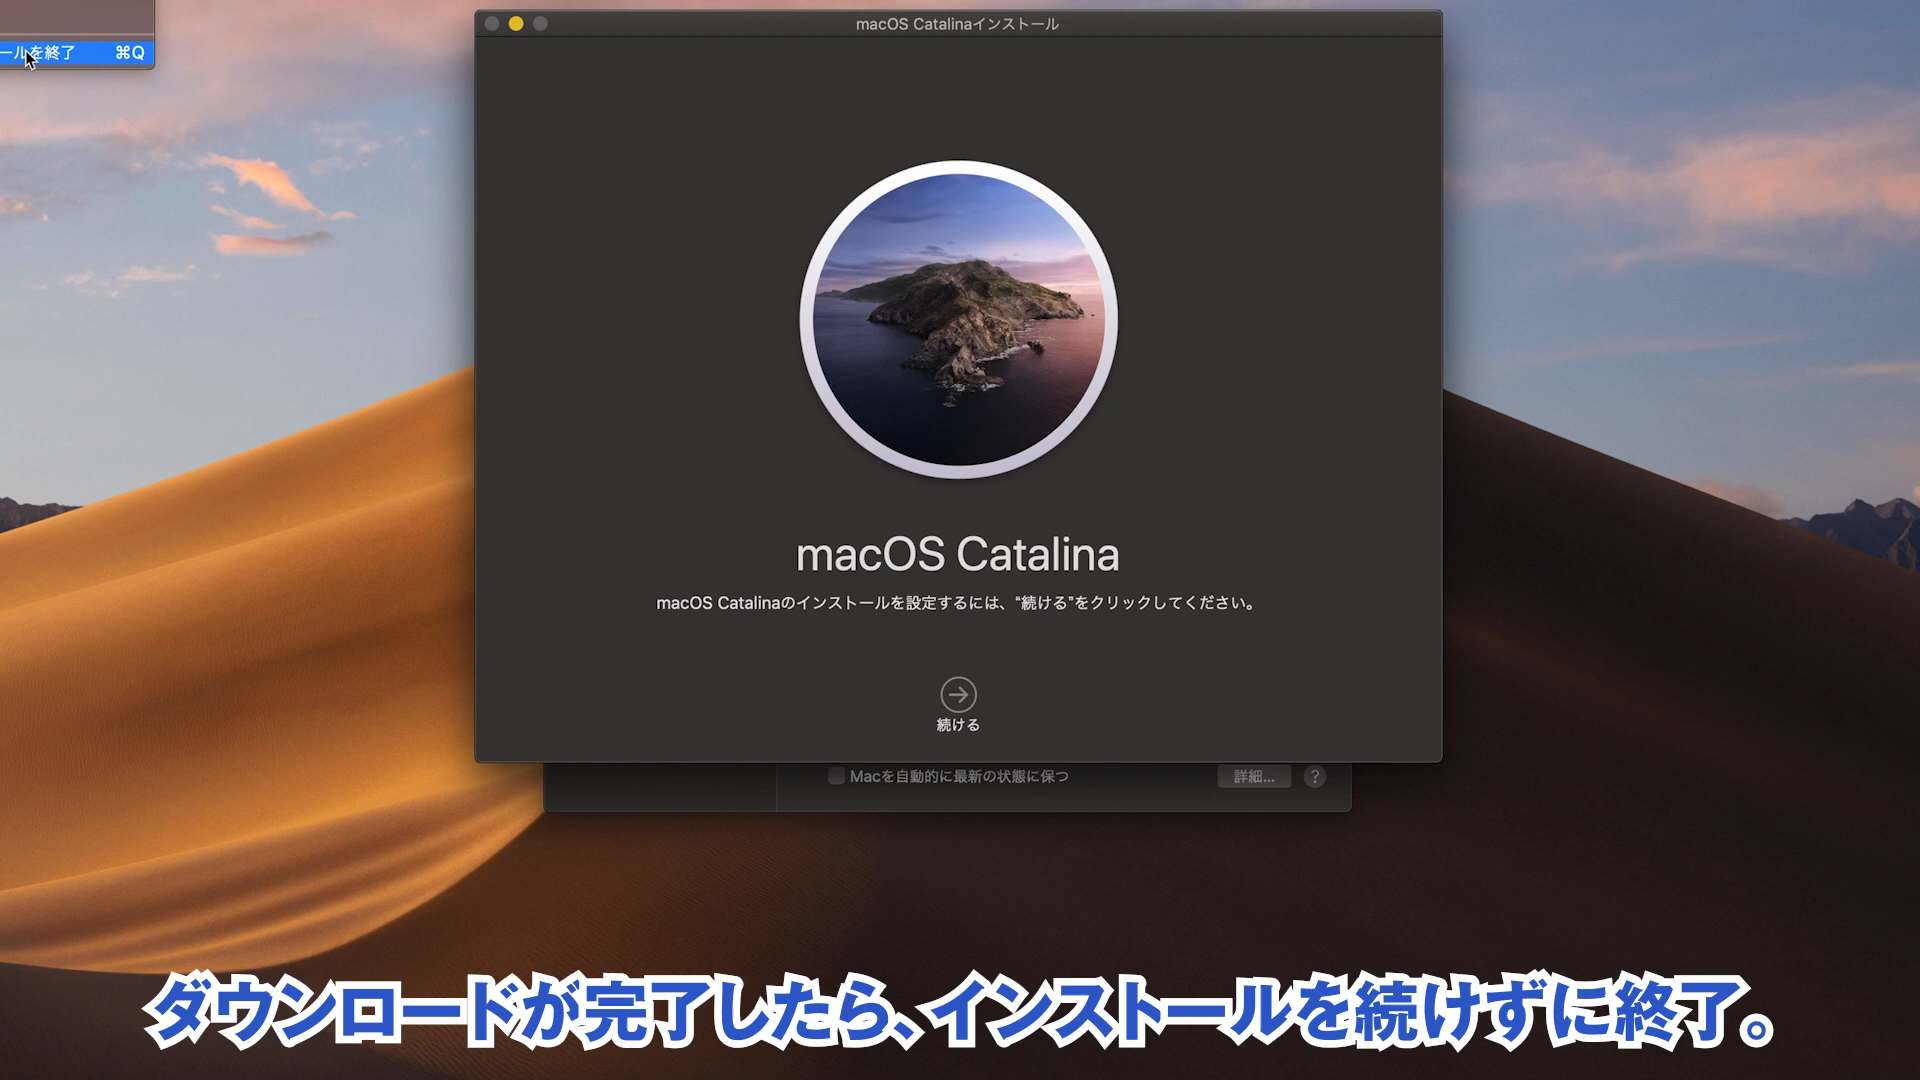 ールを終了 ⌘Q
macOS Catalinaインストール
macOS Catalina
macOS Catalinaのインストールを設定するには、“続ける”をクリックしてください。
続ける
Macを自動的に最新の状態に保つ
詳細...
?
ダウンロードが完了したら、インストールを続けずに終了。